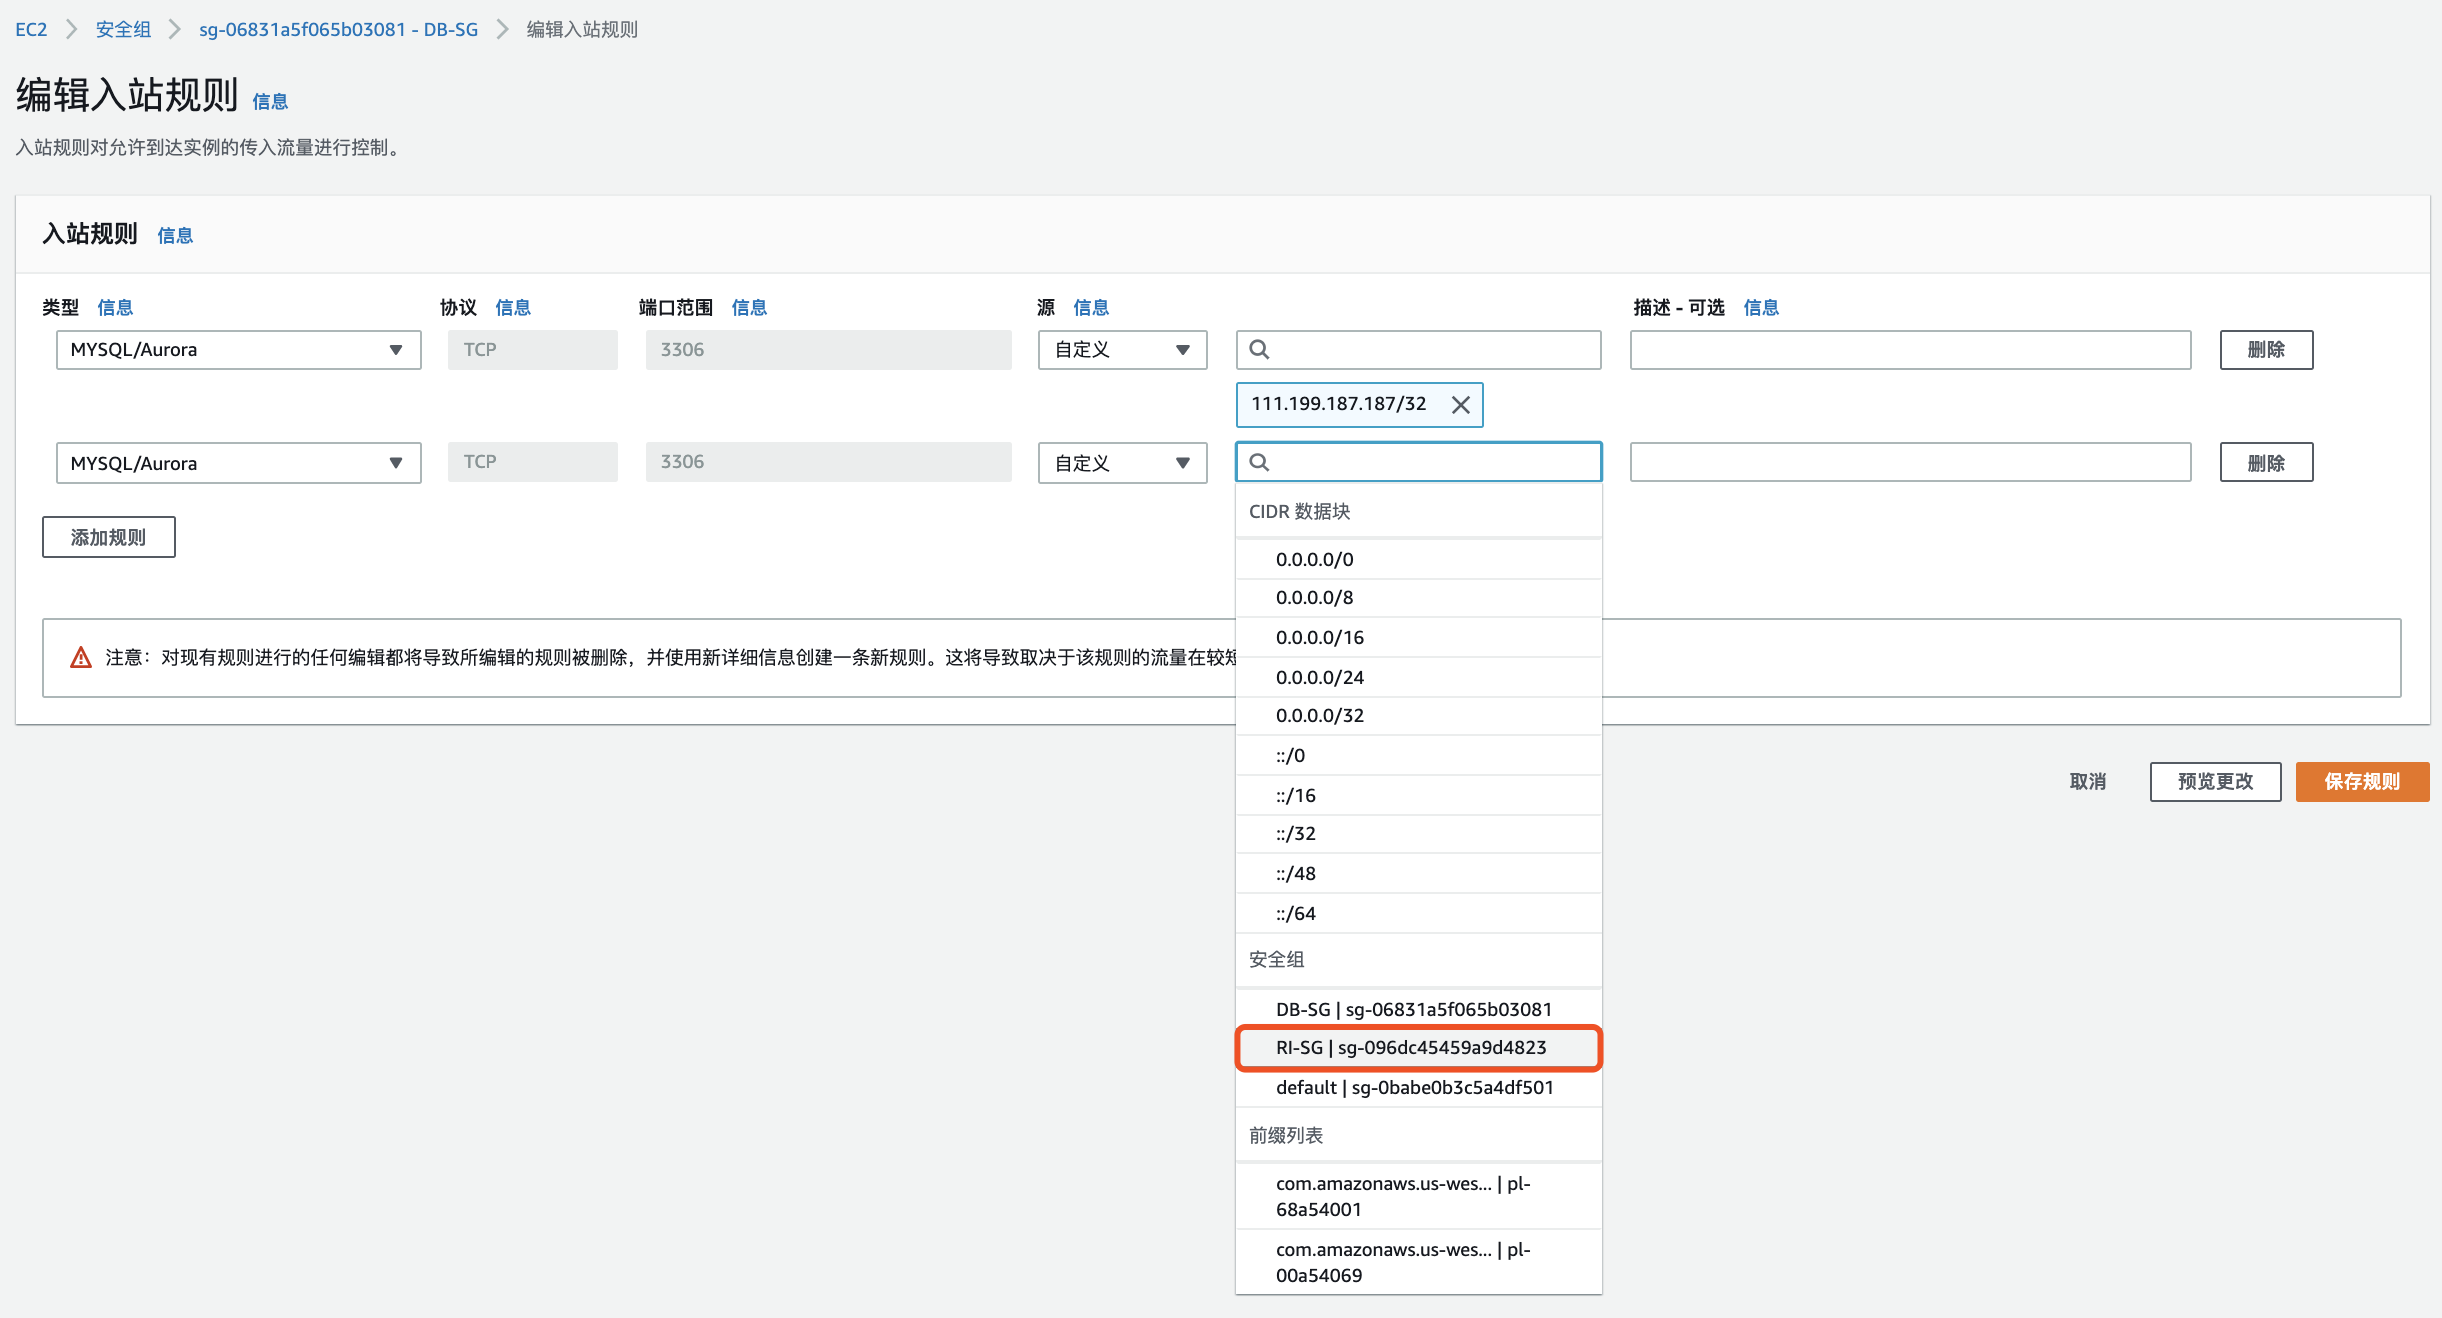 EC2 安全组 sg-06831a5f065b03081 - DB-SG 编辑入站规则
编辑入站规则 信息
入站规则对允许到达实例的传入流量进行控制。
入站规则 信息
类型 信息 协议 信息 端口范围 信息 源 信息 描述 - 可选 信息
MYSQL/Aurora TCP 3306 自定义 删除
111.199.187.187/32
MYSQL/Aurora TCP 3306 自定义 删除
添加规则
注意：对现有规则进行的任何编辑都将导致所编辑的规则被删除，并使用新详细信息创建一条新规则。这将导致取决于该规则的流量在较短
取消 预览更改 保存规则
CIDR 数据块
0.0.0.0/0
0.0.0.0/8
0.0.0.0/16
0.0.0.0/24
0.0.0.0/32
::/0
::/16
::/32
::/48
::/64
安全组
DB-SG | sg-06831a5f065b03081
RI-SG | sg-096dc45459a9d4823
default | sg-0babe0b3c5a4df501
前缀列表
com.amazonaws.us-wes... | pl-
68a54001
com.amazonaws.us-wes... | pl-
00a54069